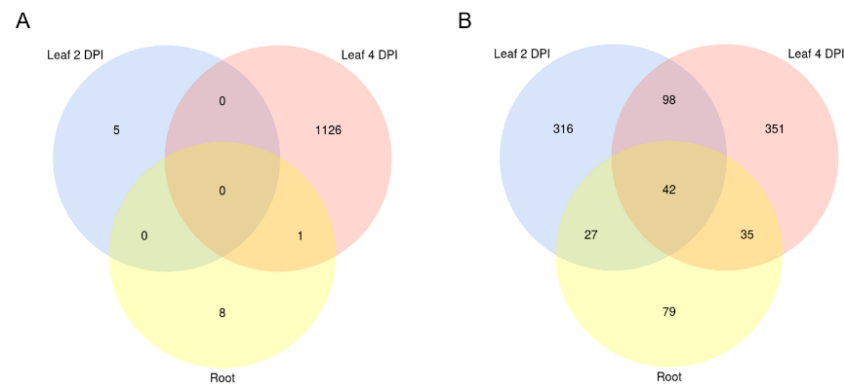 A
Leaf 2 DPI
Leaf 4 DPI
0
5
1126
0
0
1
8
Root
B
Leaf 2 DPI
Leaf 4 DPI
98
316
351
42
27
35
79
Root